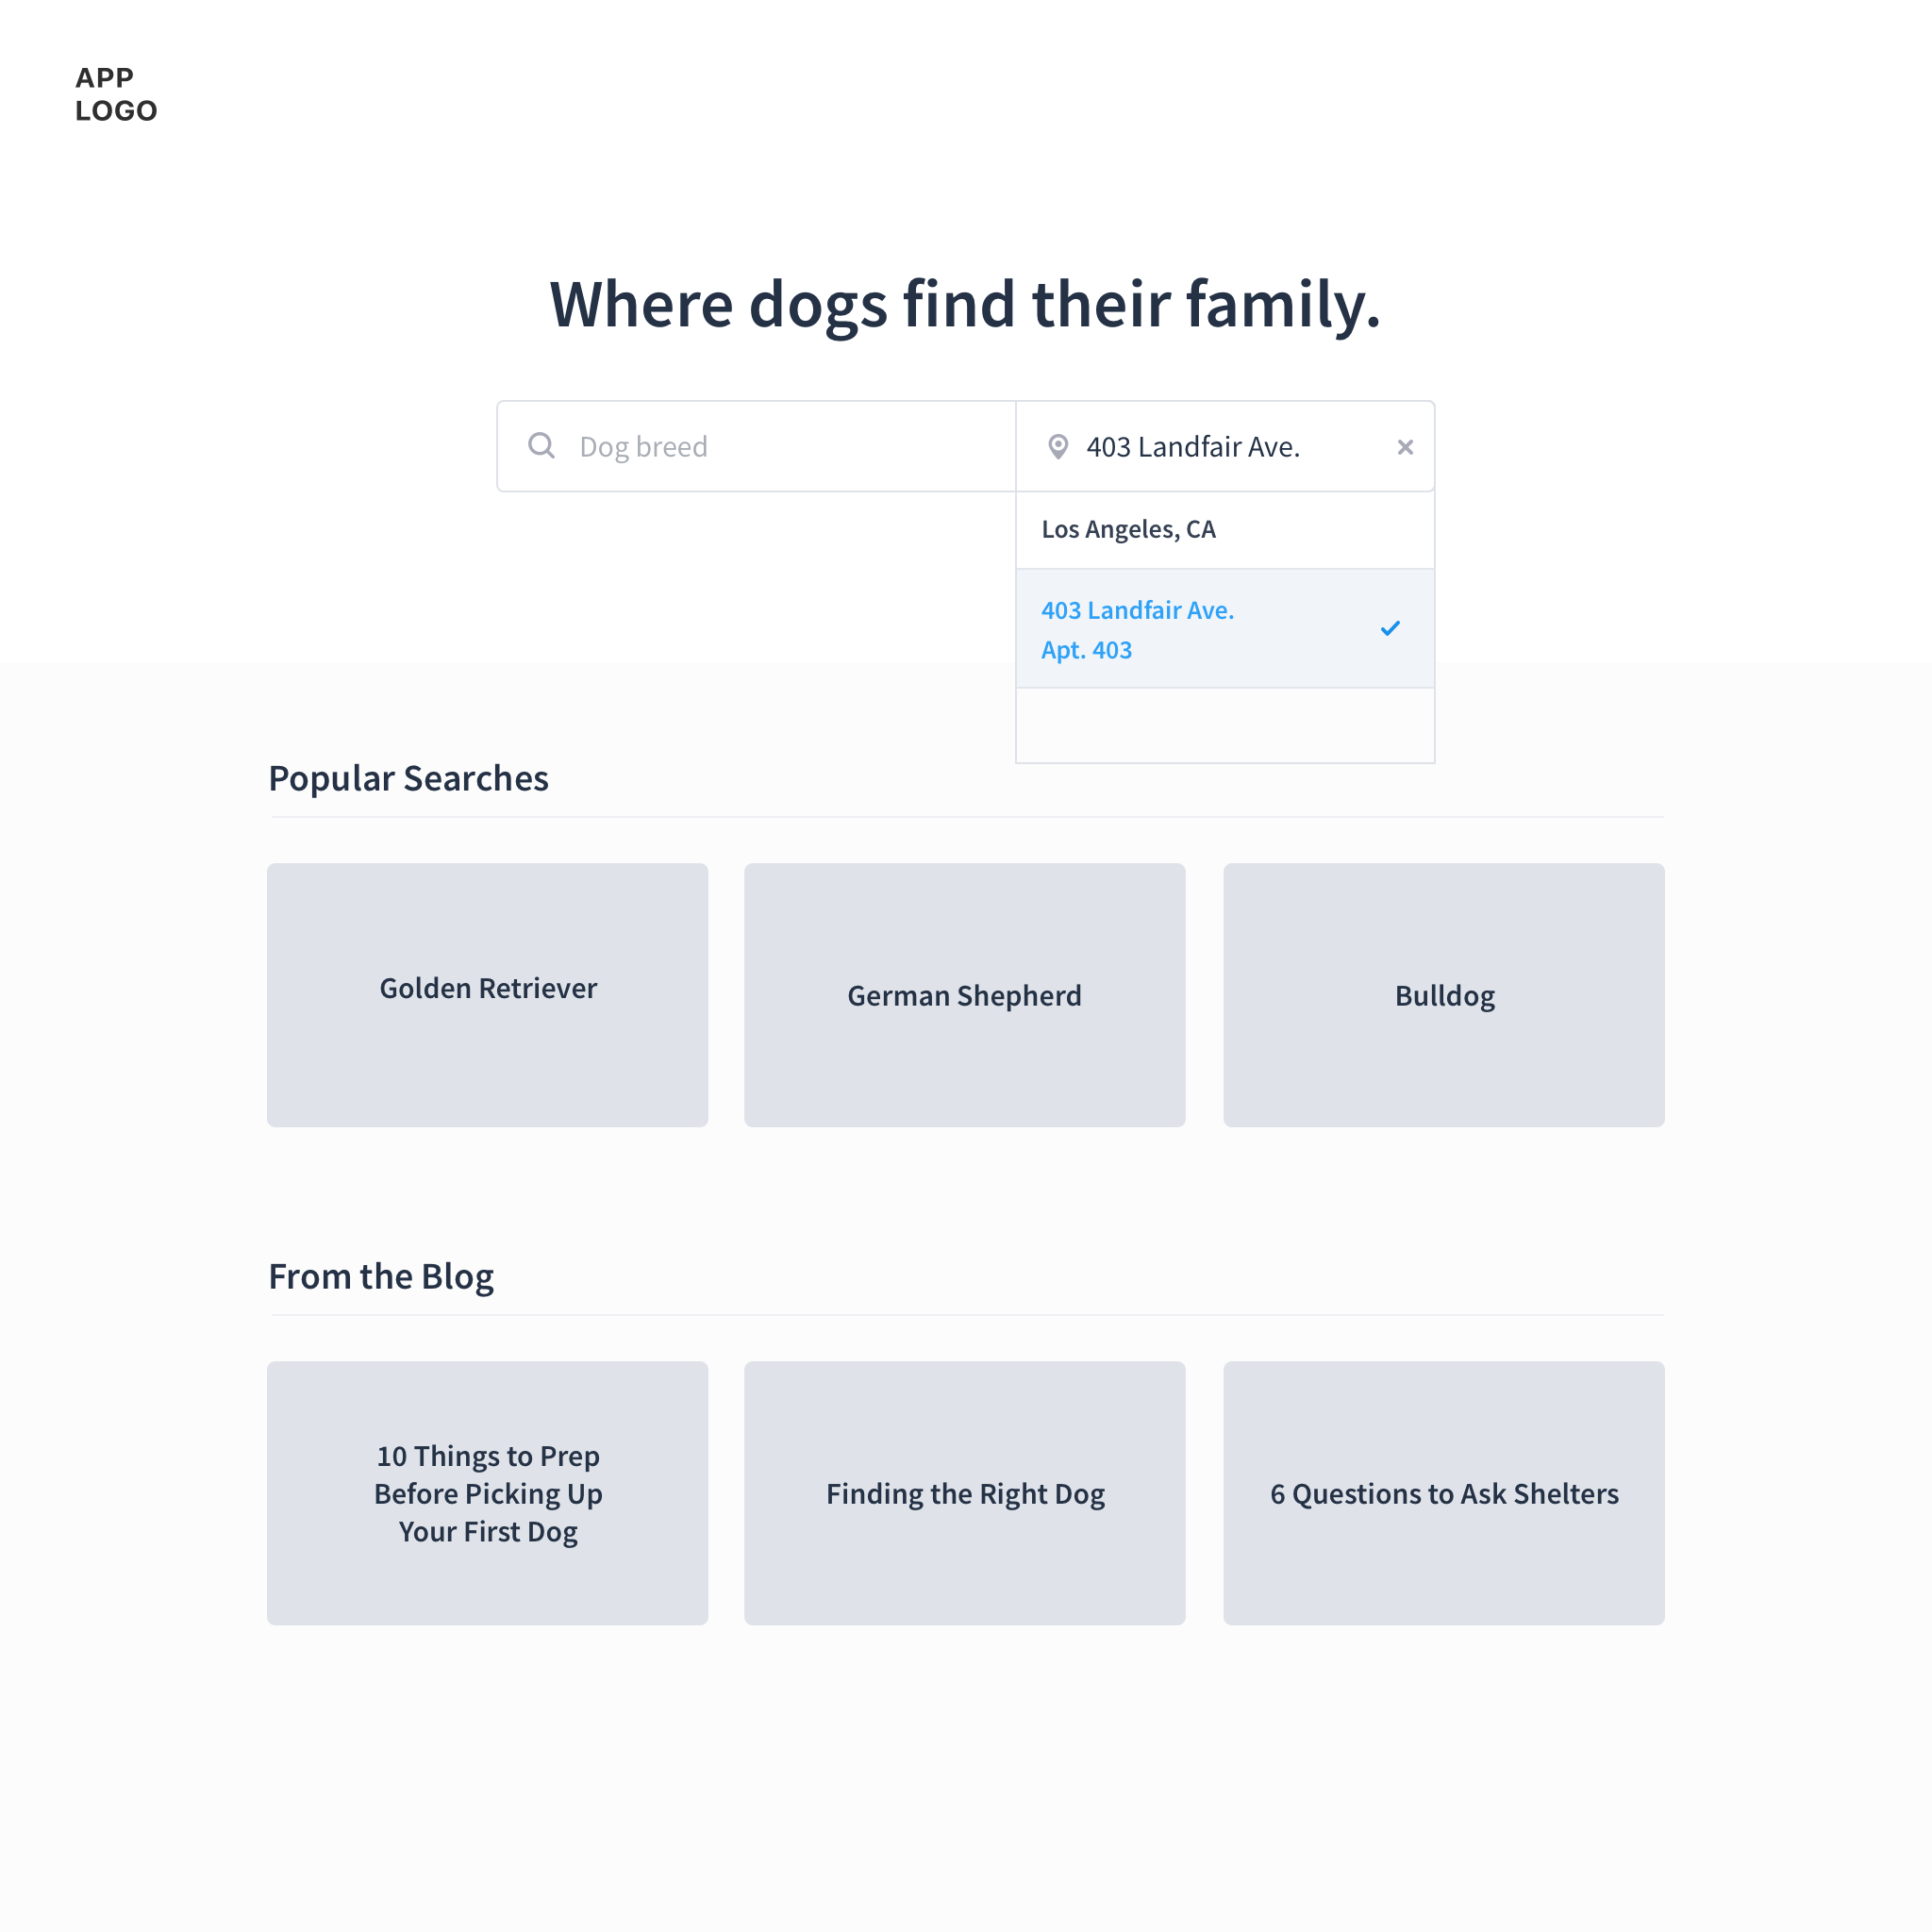 APP
LOGO
Where dogs find their family.
Dog breed
403 Landfair Ave.
Los Angeles, CA
403 Landfair Ave.
Apt. 403
Popular Searches
Golden Retriever
German Shepherd
Bulldog
From the Blog
10 Things to Prep
Before Picking Up
Your First Dog
Finding the Right Dog
6 Questions to Ask Shelters